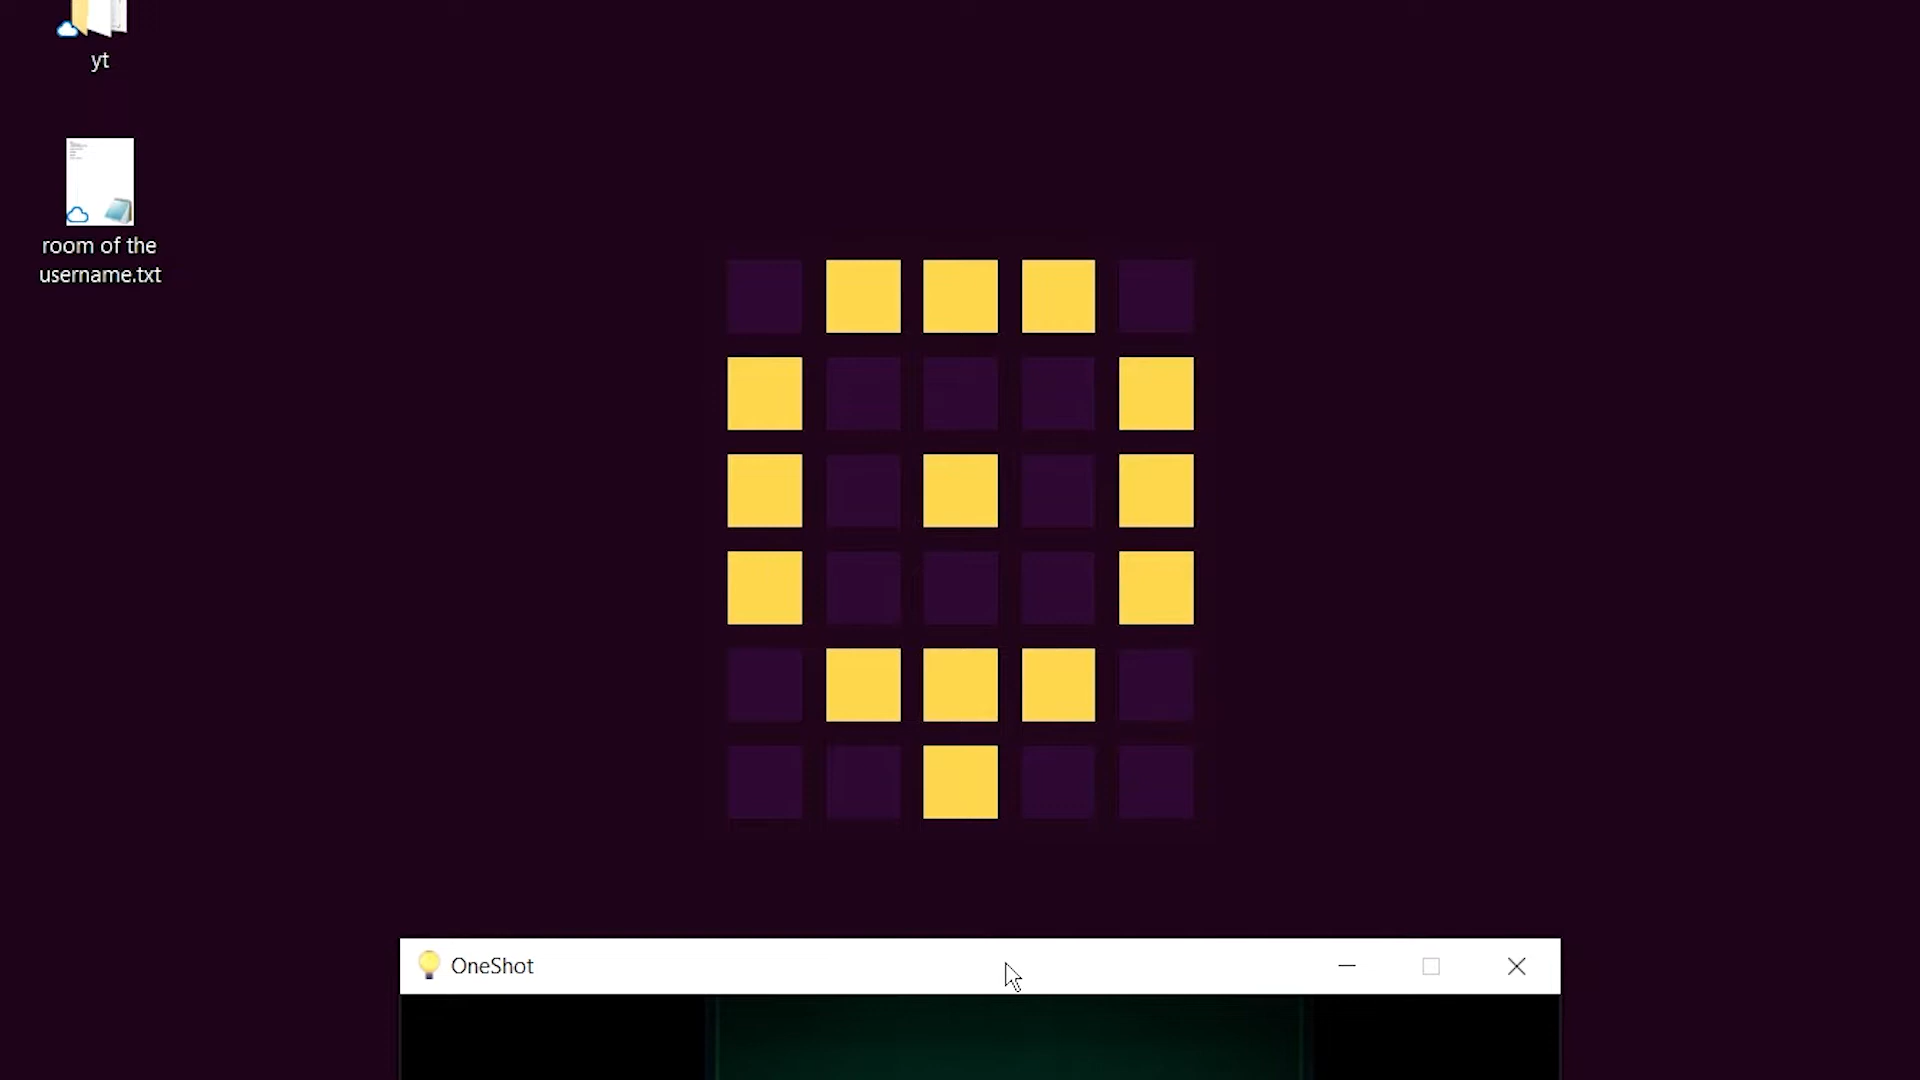 yt
room of the
username.txt
OneShot